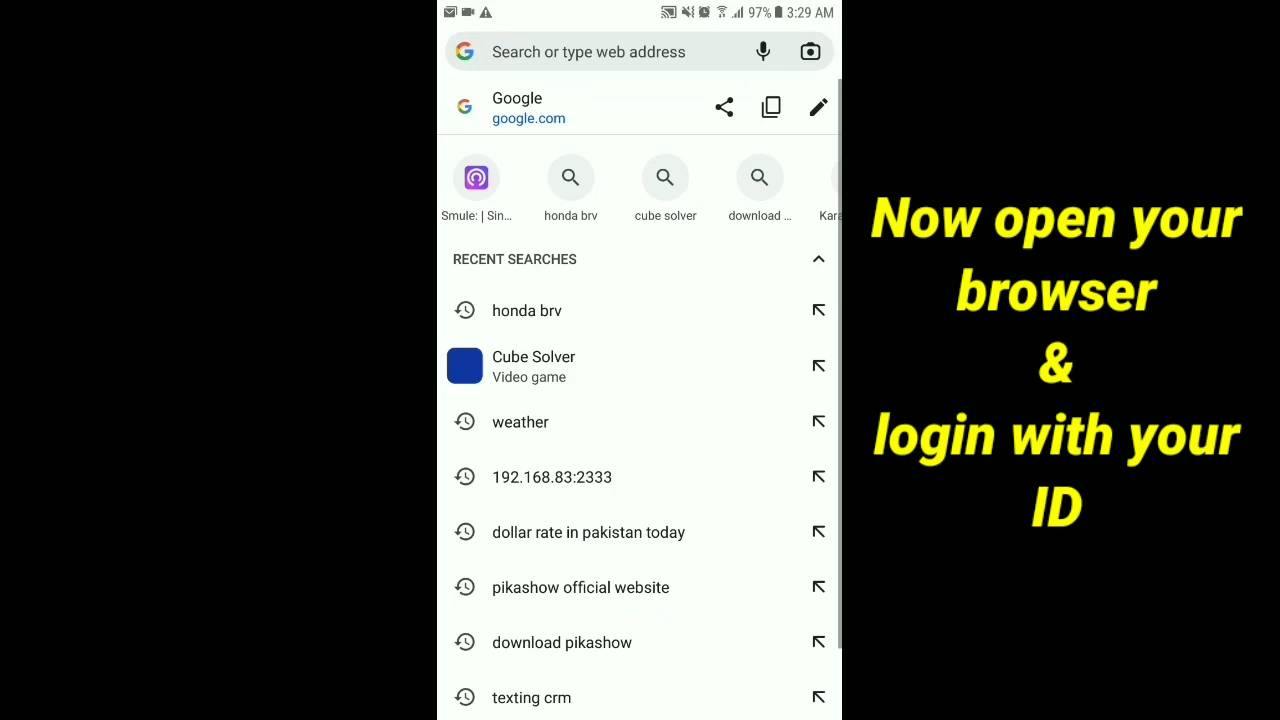 97% 3:29 AM
Search or type web address
Google
google.com
Smule: | Sin...
honda brv
cube solver
download ...
Kara
RECENT SEARCHES
honda brv
Cube Solver
Video game
weather
192.168.83:2333
dollar rate in pakistan today
pikashow official website
download pikashow
texting crm
Now open your
browser
&
login with your
ID